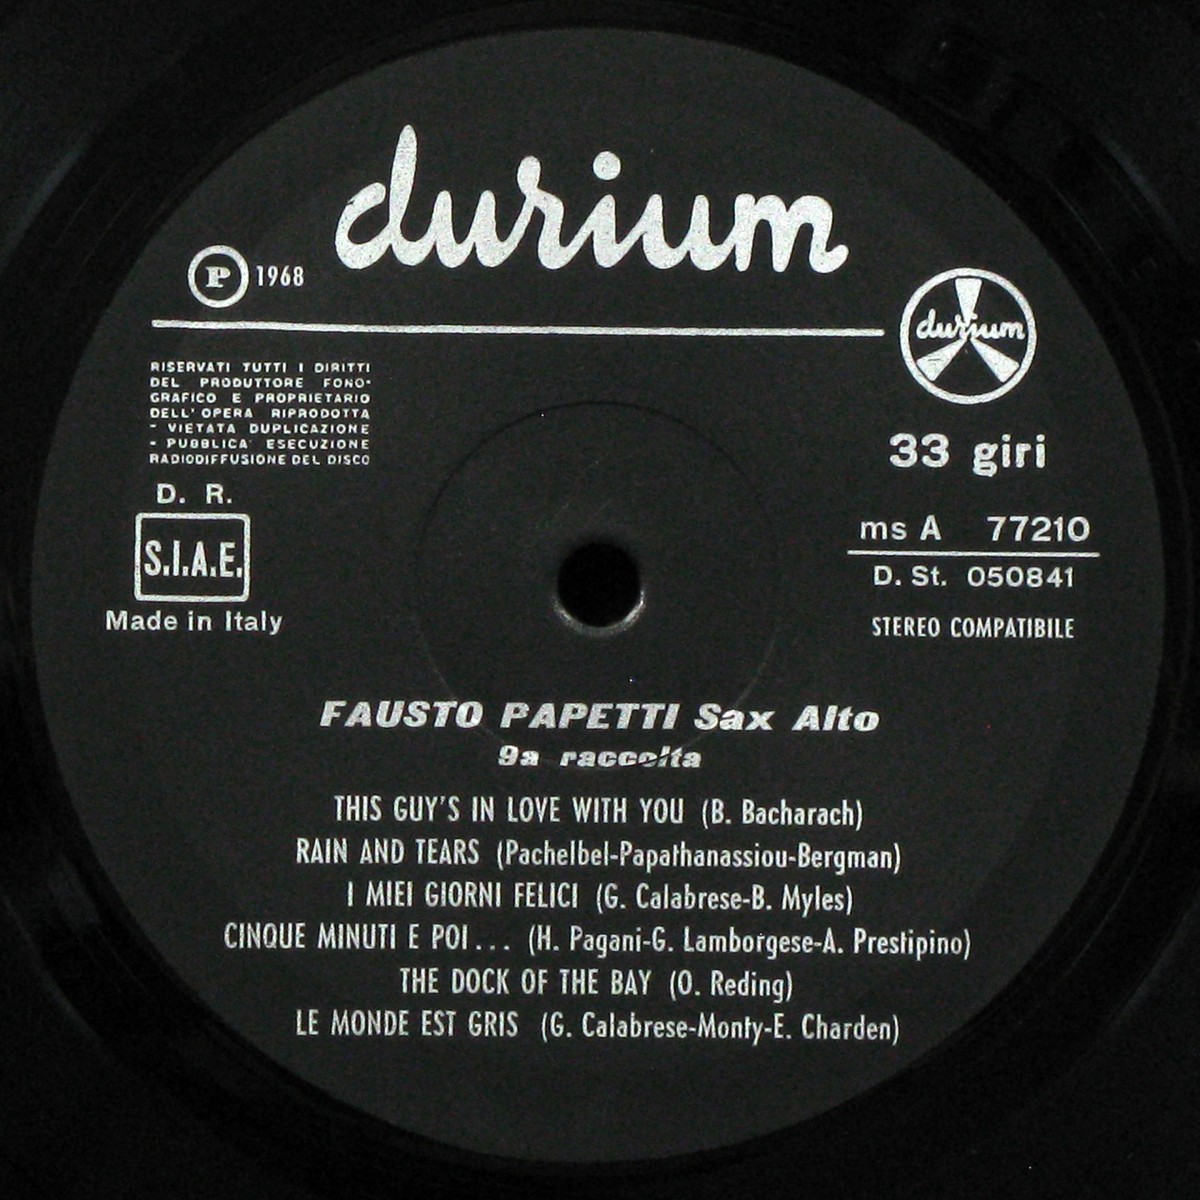 durium
P 1968
durium
RISERVATI TUTTI I DIRITTI
DEL PRODUTTORE FONO-
GRAFICO E PROPRIETARIO
DELL'OPERA RIPRODOTTA
- VIETATA DUPLICAZIONE
- PUBBLICA' ESECUZIONE
RADIODIFFUSIONE DEL DISCO
33 giri
D. R.
S.I.A.E.
Made in Italy
ms A 77210
D. St. 050841
STEREO COMPATIBILE
FAUSTO PAPETTI Sax Alto
9a raccolta
THIS GUY'S IN LOVE WITH YOU (B. Bacharach)
RAIN AND TEARS (Pachelbel-Papathanassiou-Bergman)
I MIEI GIORNI FELICI (G. Calabrese-B. Myles)
CINQUE MINUTI E POI... (H. Pagani-G. Lamborgese-A. Prestipino)
THE DOCK OF THE BAY (O. Reding)
LE MONDE EST GRIS (G. Calabrese-Monty-E. Charden)